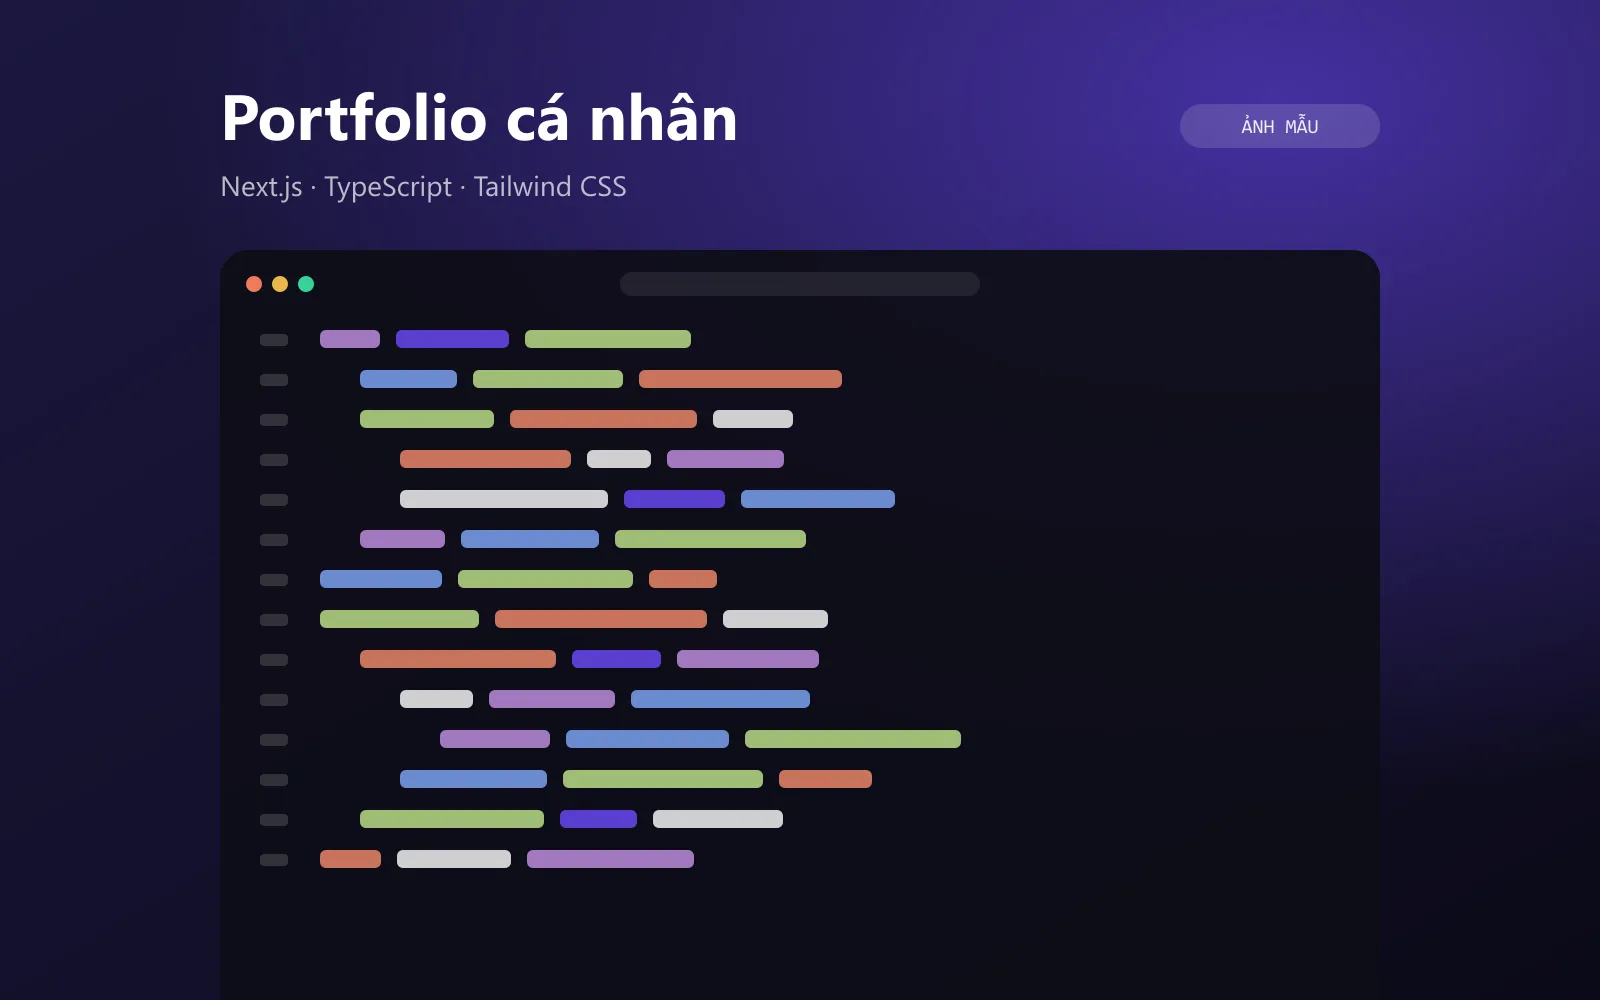 Portfolio cá nhân
ẢNH MẪU
Next.js · TypeScript · Tailwind CSS